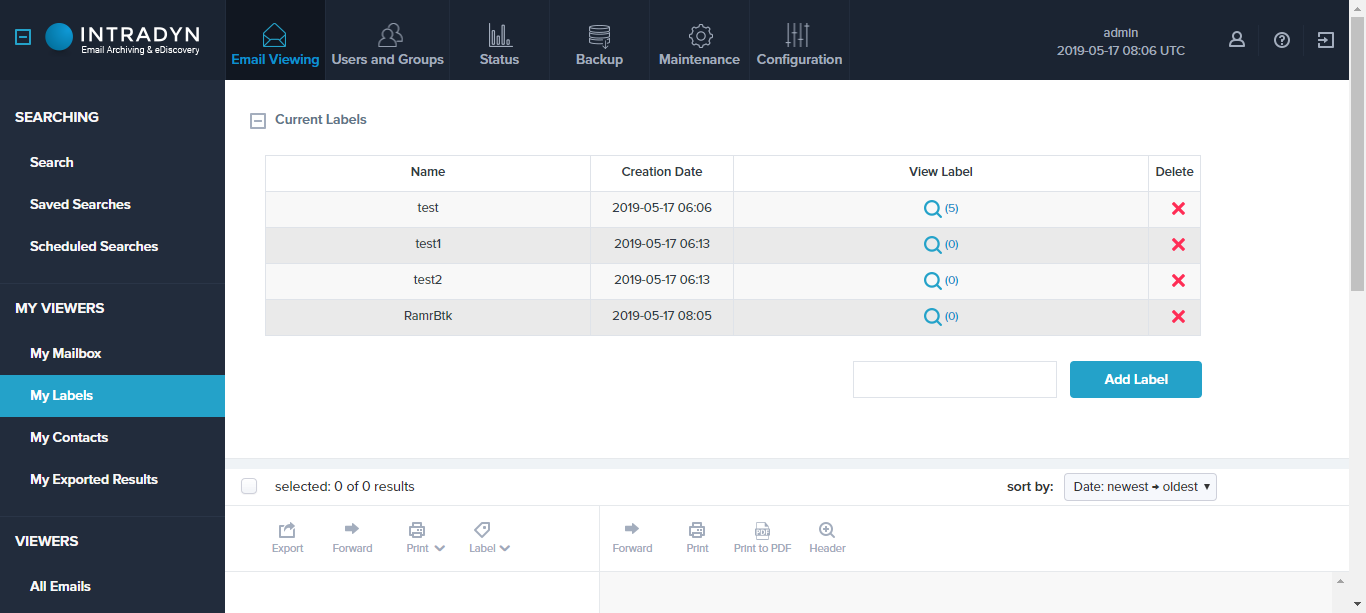 INTRADYN
Email Archiving & eDiscovery
Email Viewing
Users and Groups
Status
Backup
Maintenance
Configuration
admin
2019-05-17 08:06 UTC
SEARCHING
Search
Saved Searches
Scheduled Searches
MY VIEWERS
My Mailbox
My Labels
My Contacts
My Exported Results
VIEWERS
All Emails
Current Labels
Name Creation Date View Label Delete
test 2019-05-17 06:06 (5)
test1 2019-05-17 06:13 (0)
test2 2019-05-17 06:13 (0)
RamrBtk 2019-05-17 08:05 (0)
Add Label
selected: 0 of 0 results
sort by: Date: newest → oldest
Export Forward Print Label
Forward Print Print to PDF Header